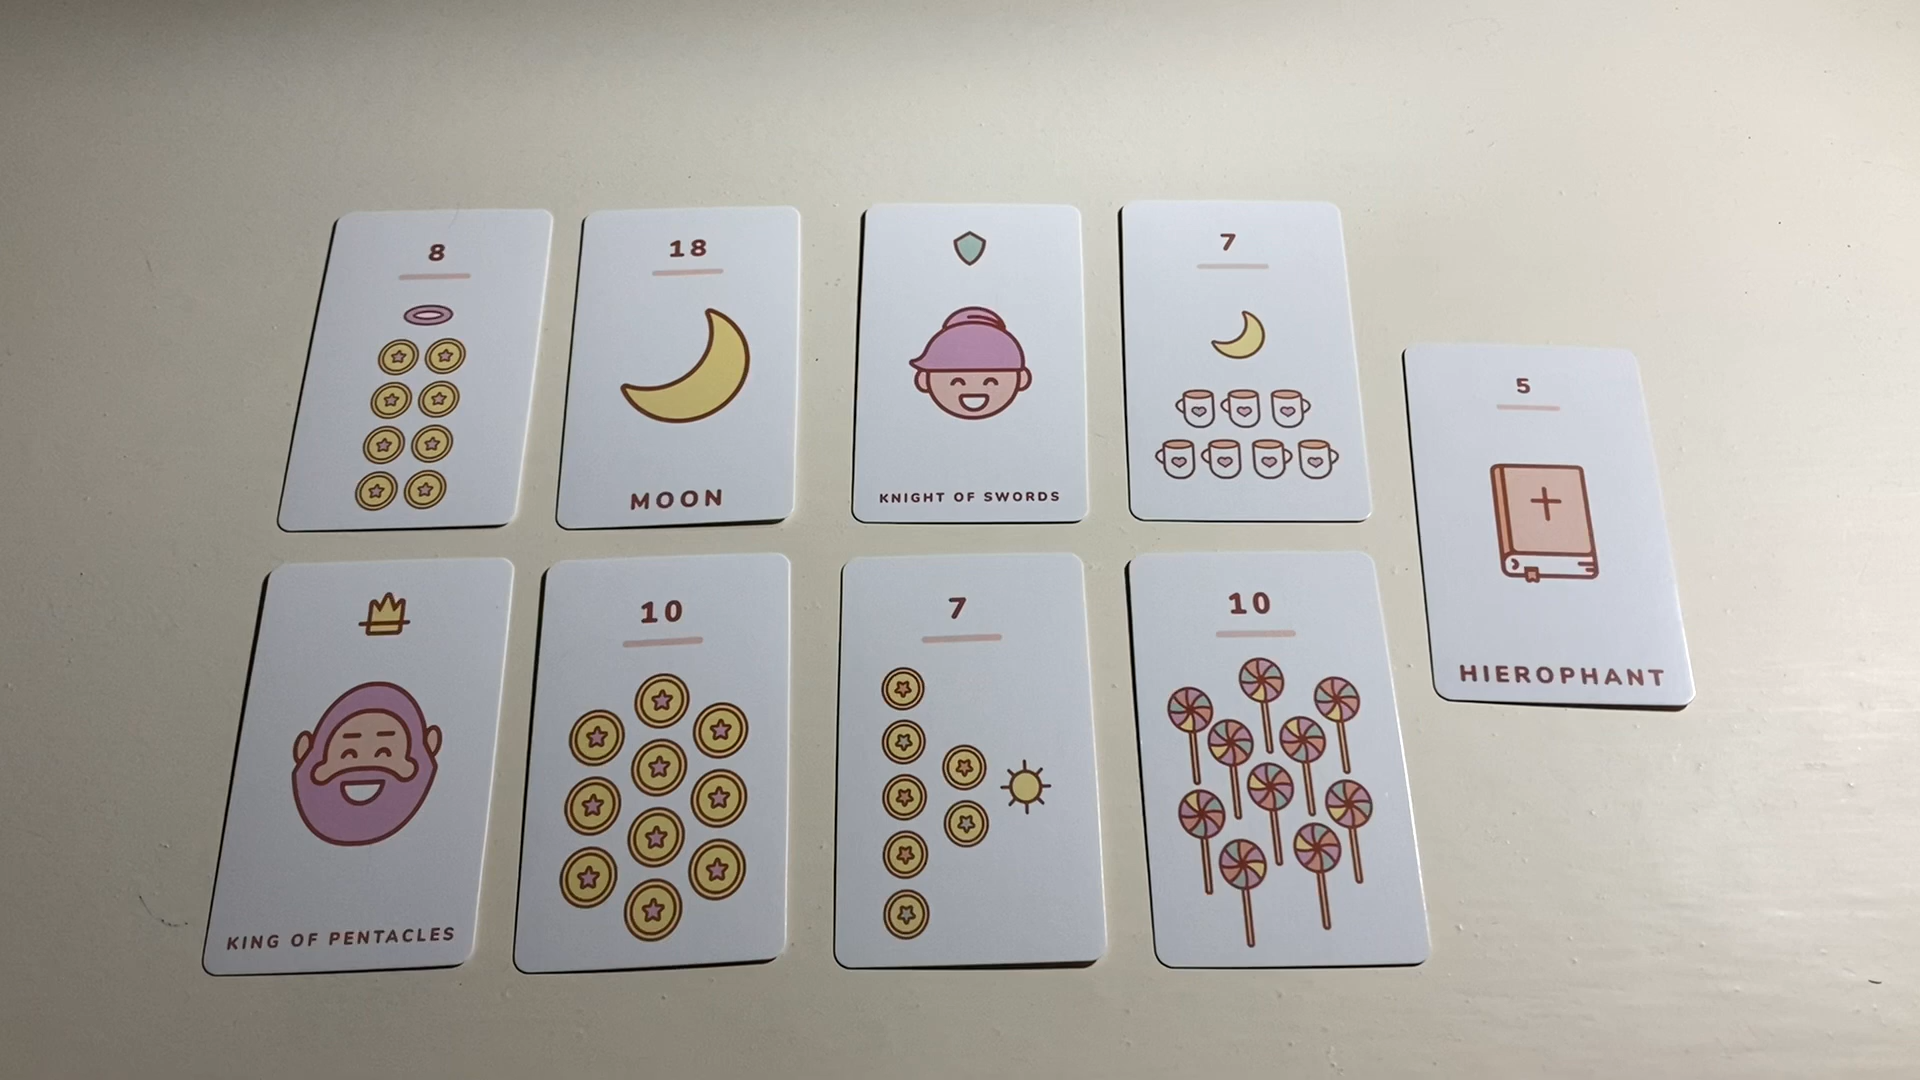 8
18
MOON
KNIGHT OF SWORDS
7
5
HIEROPHANT
KING OF PENTACLES
10
7
10